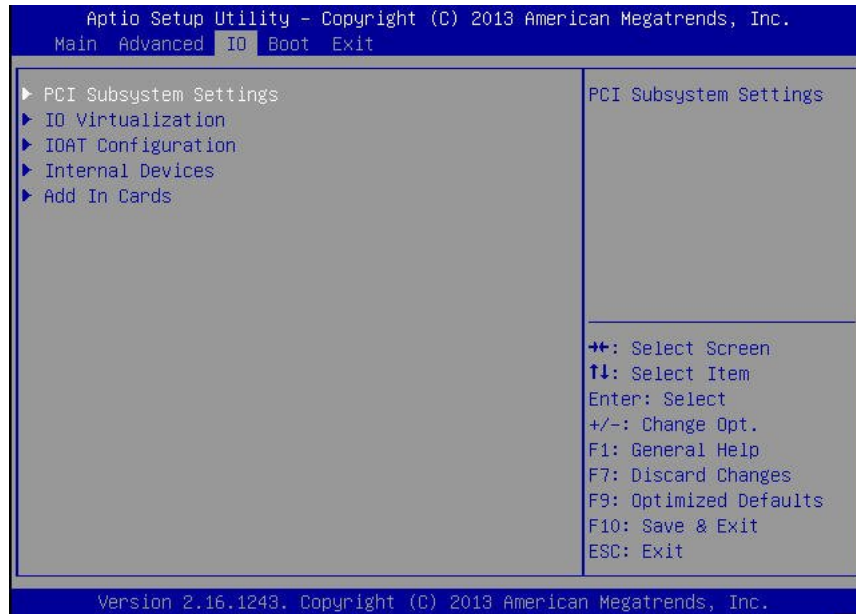 Aptio Setup Utility – Copyright (C) 2013 American Megatrends, Inc.
Main Advanced IO Boot Exit
▶ PCI Subsystem Settings
▶ IO Virtualization
▶ IOAT Configuration
▶ Internal Devices
▶ Add In Cards
PCI Subsystem Settings
→←: Select Screen
↑↓: Select Item
Enter: Select
+/-: Change Opt.
F1: General Help
F7: Discard Changes
F9: Optimized Defaults
F10: Save & Exit
ESC: Exit
Version 2.16.1243. Copyright (C) 2013 American Megatrends, Inc.